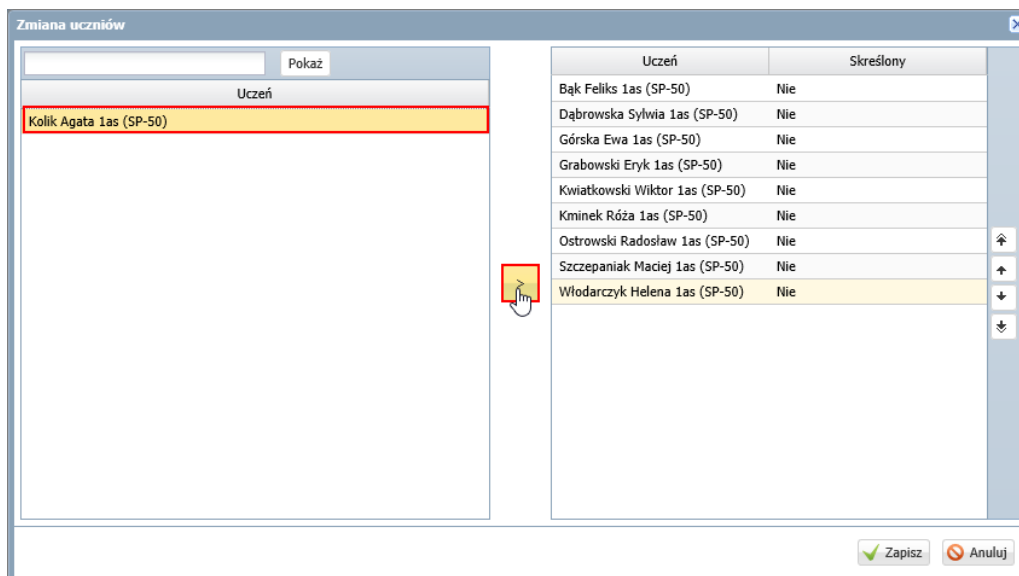 Zmiana uczniów
Pokaż
Uczeń
Kolik Agata 1as (SP-50)
>
Uczeń Skreślony
Bąk Feliks 1as (SP-50) Nie
Dąbrowska Sylwia 1as (SP-50) Nie
Górska Ewa 1as (SP-50) Nie
Grabowski Eryk 1as (SP-50) Nie
Kwiatkowski Wiktor 1as (SP-50) Nie
Kminek Róża 1as (SP-50) Nie
Ostrowski Radosław 1as (SP-50) Nie
Szczepaniak Maciej 1as (SP-50) Nie
Włodarczyk Helena 1as (SP-50) Nie
Zapisz Anuluj